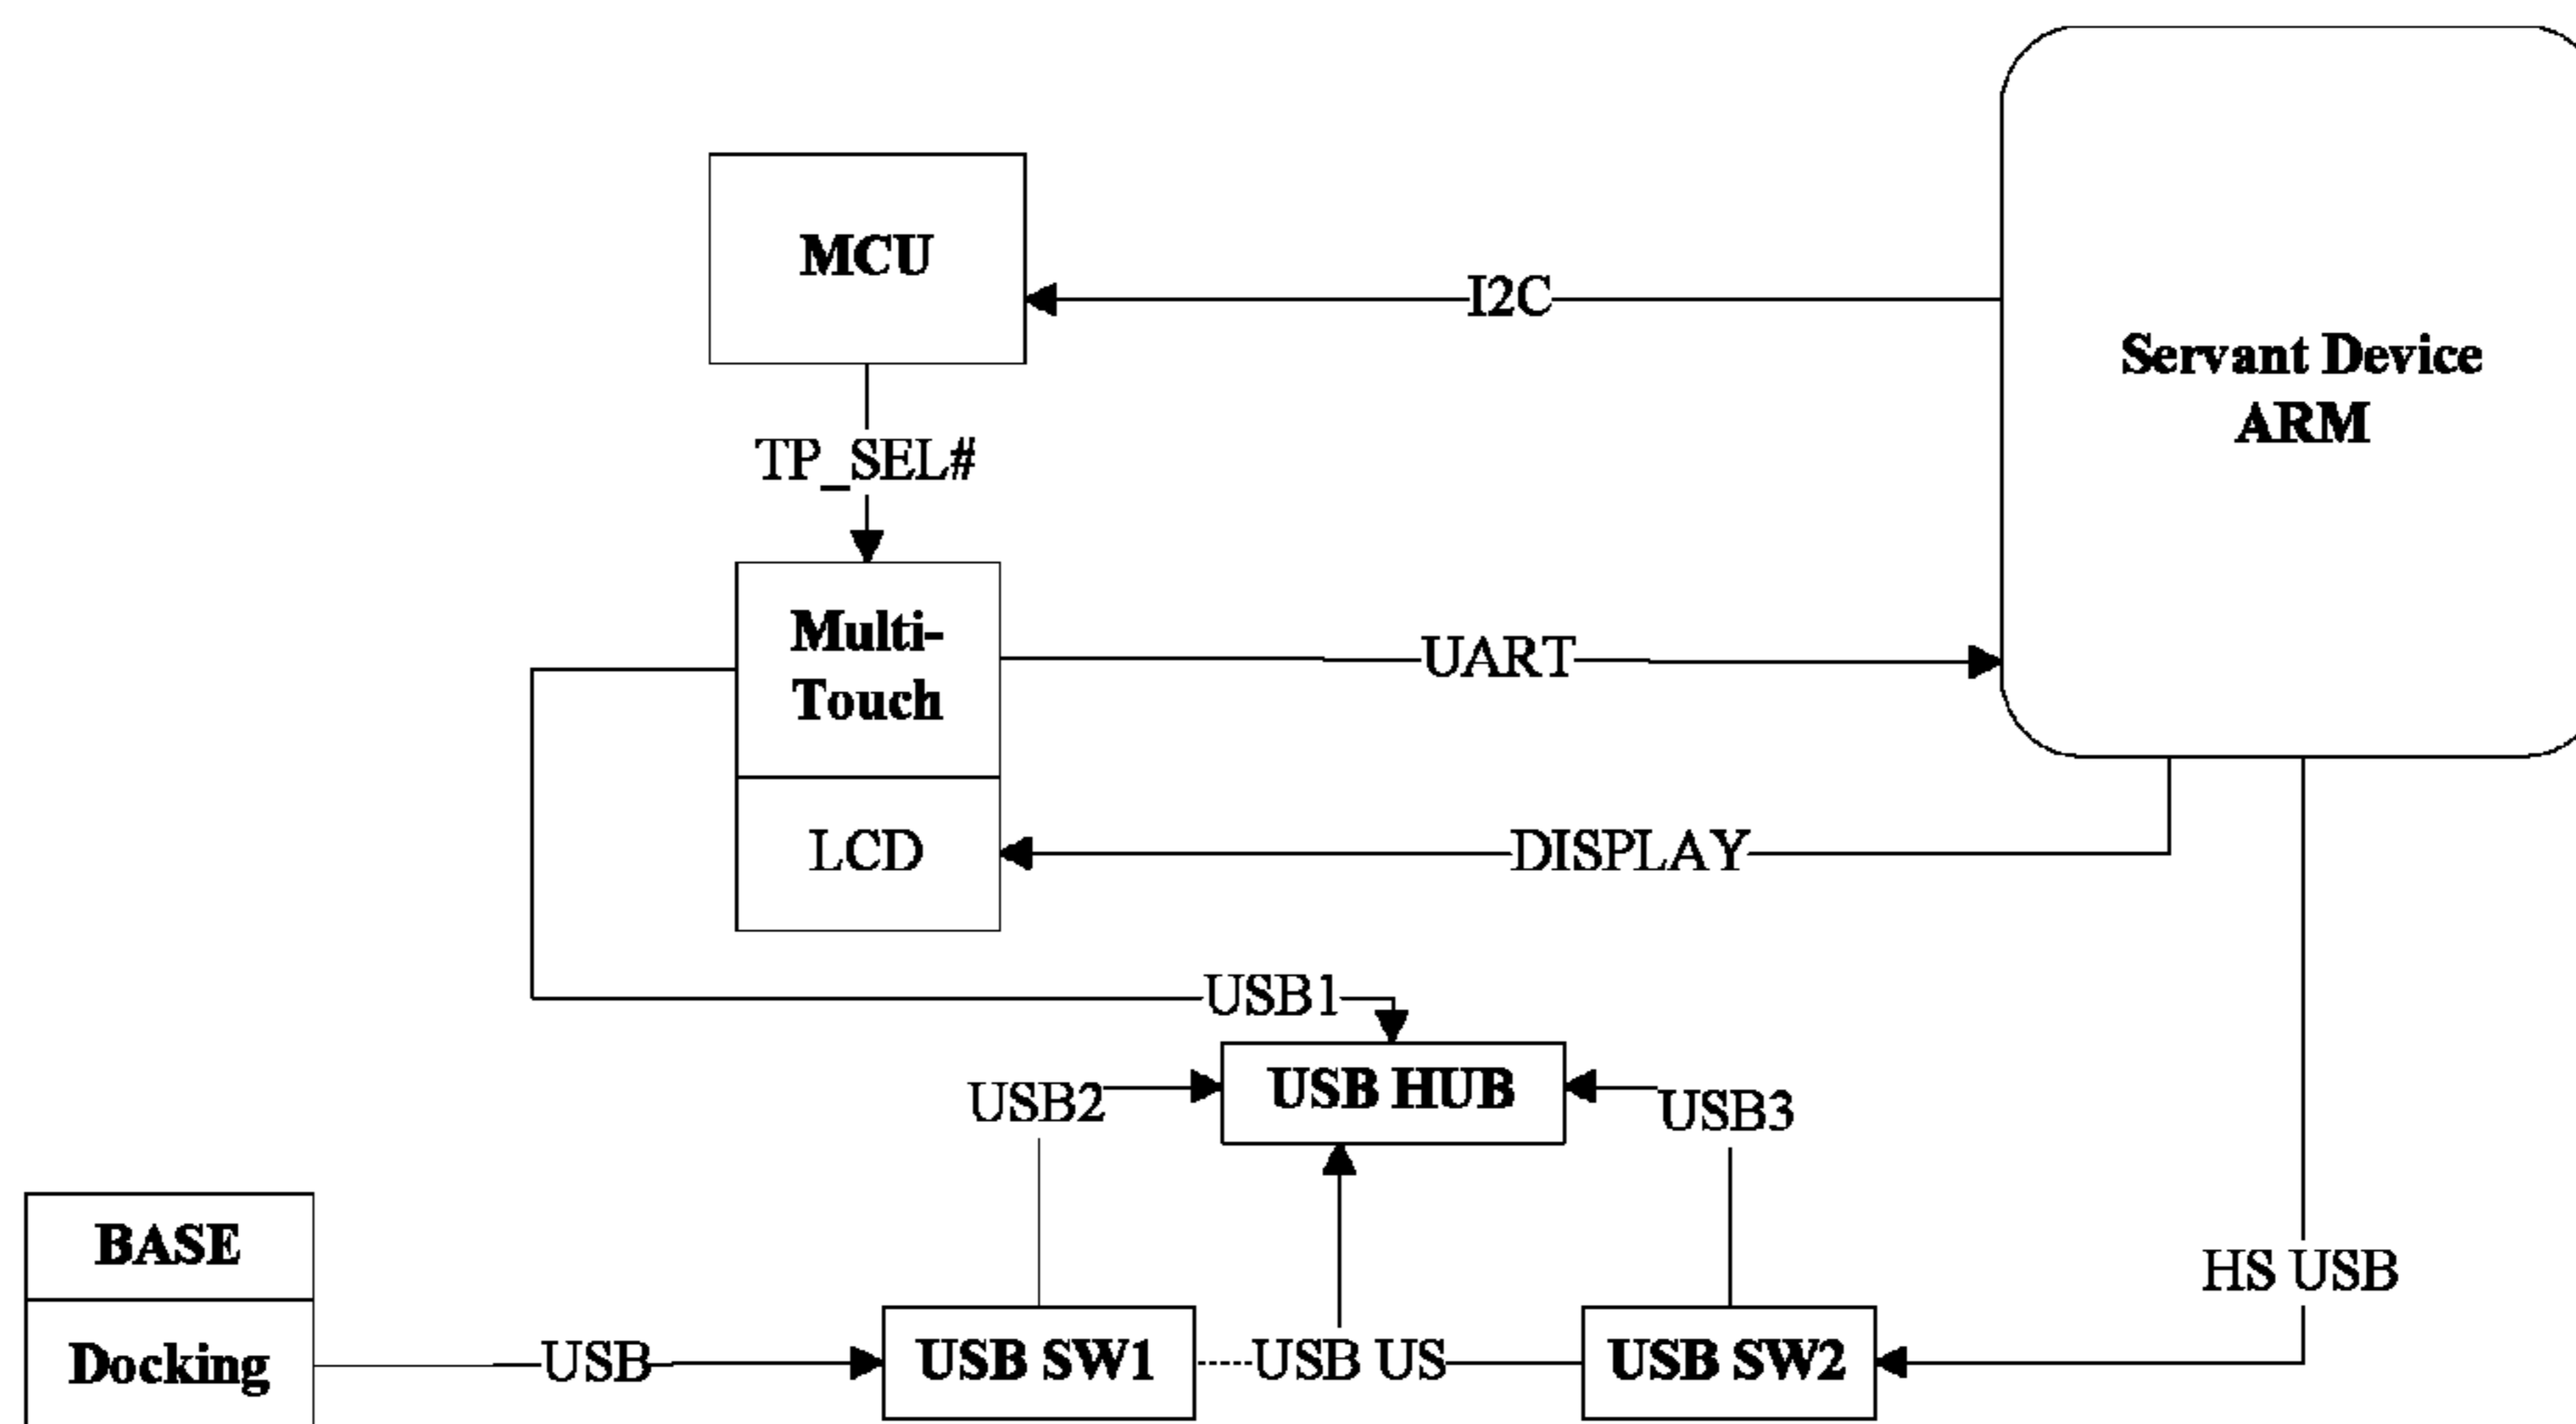 MCU
I2C
Servant Device
ARM
TP_SEL#
Multi-
Touch
UART
LCD
DISPLAY
USB1
USB2
USB HUB
USB3
BASE
HS USB
Docking
USB
USB SW1
USB US
USB SW2